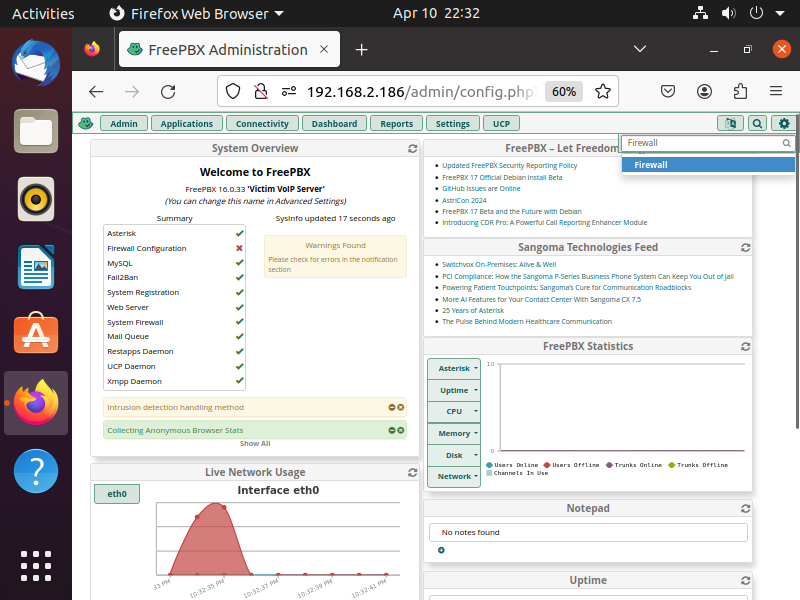 Activities
Firefox Web Browser
Apr 10 22:32
FreePBX Administration
192.168.2.186/admin/config.php?
60%
Admin
Applications
Connectivity
Dashboard
Reports
Settings
UCP
Firewall
Firewall
System Overview
Welcome to FreePBX
FreePBX 16.0.33 'Victim VoIP Server'
(You can change this name in Advanced Settings)
Summary
SysInfo updated 17 seconds ago
Asterisk
Firewall Configuration
MySQL
Fail2Ban
System Registration
Web Server
System Firewall
Mail Queue
Restapps Daemon
UCP Daemon
Xmpp Daemon
Warnings Found
Please check for errors in the notification
section
Intrusion detection handling method
Collecting Anonymous Browser Stats
Show All
Live Network Usage
eth0
Interface eth0
:33 PM
10:32:35 PM
10:32:37 PM
10:32:39 PM
10:32:41 PM
FreePBX – Let Freedom
Updated FreePBX Security Reporting Policy
FreePBX 17 Official Debian Install Beta
GitHub Issues are Online
AstriCon 2024
FreePBX 17 Beta and the Future with Debian
Introducing CDR Pro: A Powerful Call Reporting Enhancer Module
Sangoma Technologies Feed
Switchvox On-Premises: Alive & Well
PCI Compliance: How the Sangoma P-Series Business Phone System Can Keep You Out of Jail
Powering Patient Touchpoints: Sangoma's Cure for Communication Roadblocks
More AI Features for Your Contact Center With Sangoma CX 7.5
25 Years of Asterisk
The Pulse Behind Modern Healthcare Communication
FreePBX Statistics
Asterisk
Uptime
CPU
Memory
Disk
Network
10
0
Users Online
Users Offline
Trunks Online
Trunks Offline
Channels In Use
Notepad
No notes found
Uptime